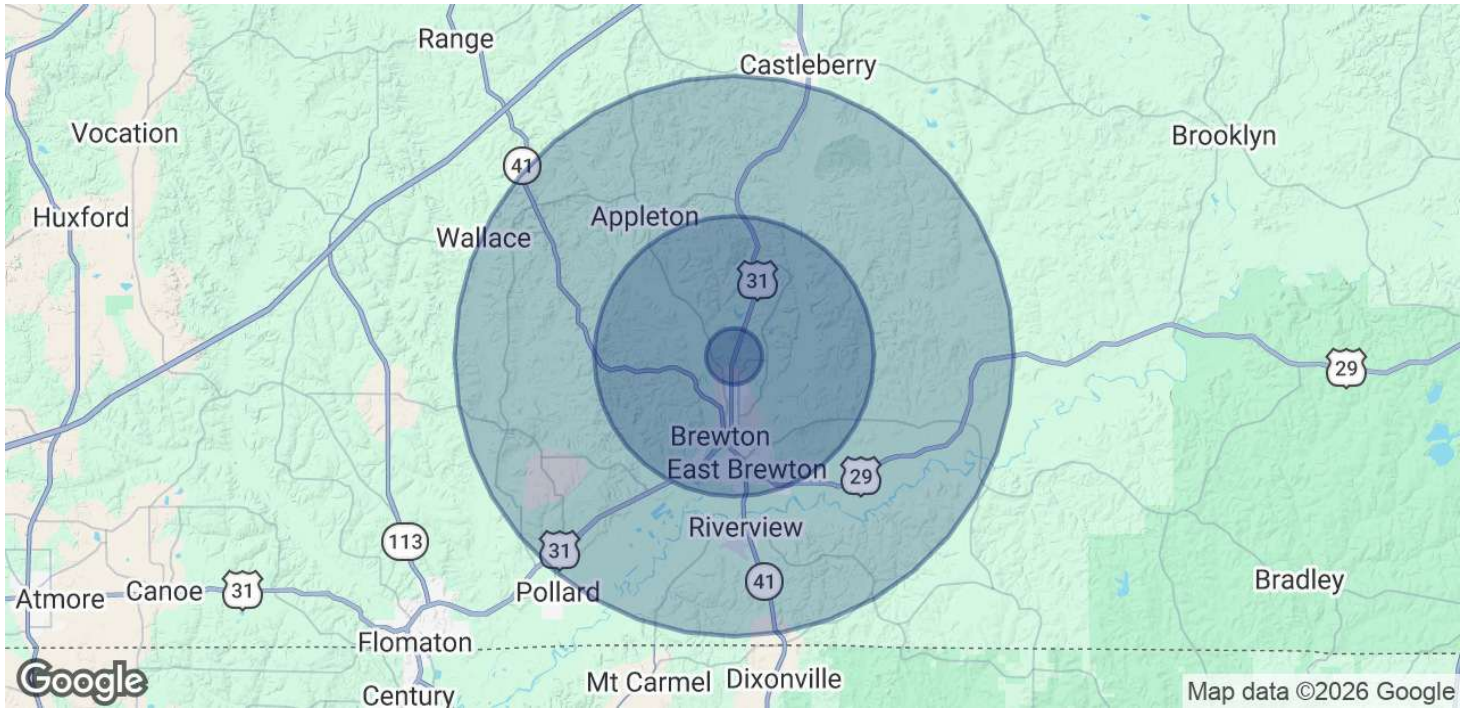 Range
Castleberry
Vocation
Brooklyn
41
Huxford
Appleton
Wallace
31
29
Brewton
East Brewton
29
Riverview
113
31
41
Pollard
Bradley
Canoe
31
Atmore
Flomaton
Mt Carmel
Dixonville
Century
Google
Map data ©2026 Google